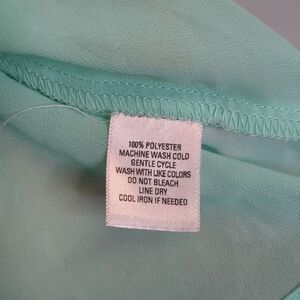 100% POLYESTER
MACHINE WASH COLD
GENTLE CYCLE
WASH WITH LIKE COLORS
DO NOT BLEACH
LINE DRY
COOL IRON IF NEEDED